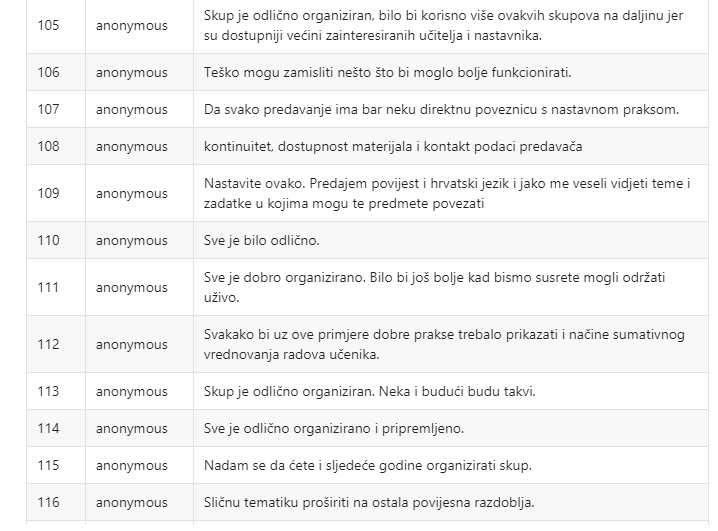 105 anonymous Skup je odlično organiziran, bilo bi korisno više ovakvih skupova na daljinu jer
su dostupniji većini zainteresiranih učitelja i nastavnika.
106 anonymous Teško mogu zamisliti nešto što bi moglo bolje funkcionirati.
107 anonymous Da svako predavanje ima bar neku direktnu poveznicu s nastavnom praksom.
108 anonymous kontinuitet, dostupnost materijala i kontakt podaci predavača
109 anonymous Nastavite ovako. Predajem povijest i hrvatski jezik i jako me veseli vidjeti teme i
zadatke u kojima mogu te predmete povezati
110 anonymous Sve je bilo odlično.
111 anonymous Sve je dobro organizirano. Bilo bi još bolje kad bismo susrete mogli održati
uživo.
112 anonymous Svakako bi uz ove primjere dobre prakse trebalo prikazati i načine sumativnog
vrednovanja radova učenika.
113 anonymous Skup je odlično organiziran. Neka i budući budu takvi.
114 anonymous Sve je odlično organizirano i pripremljeno.
115 anonymous Nadam se da ćete i sljedeće godine organizirati skup.
116 anonymous Sličnu tematiku proširiti na ostala povijesna razdoblja.